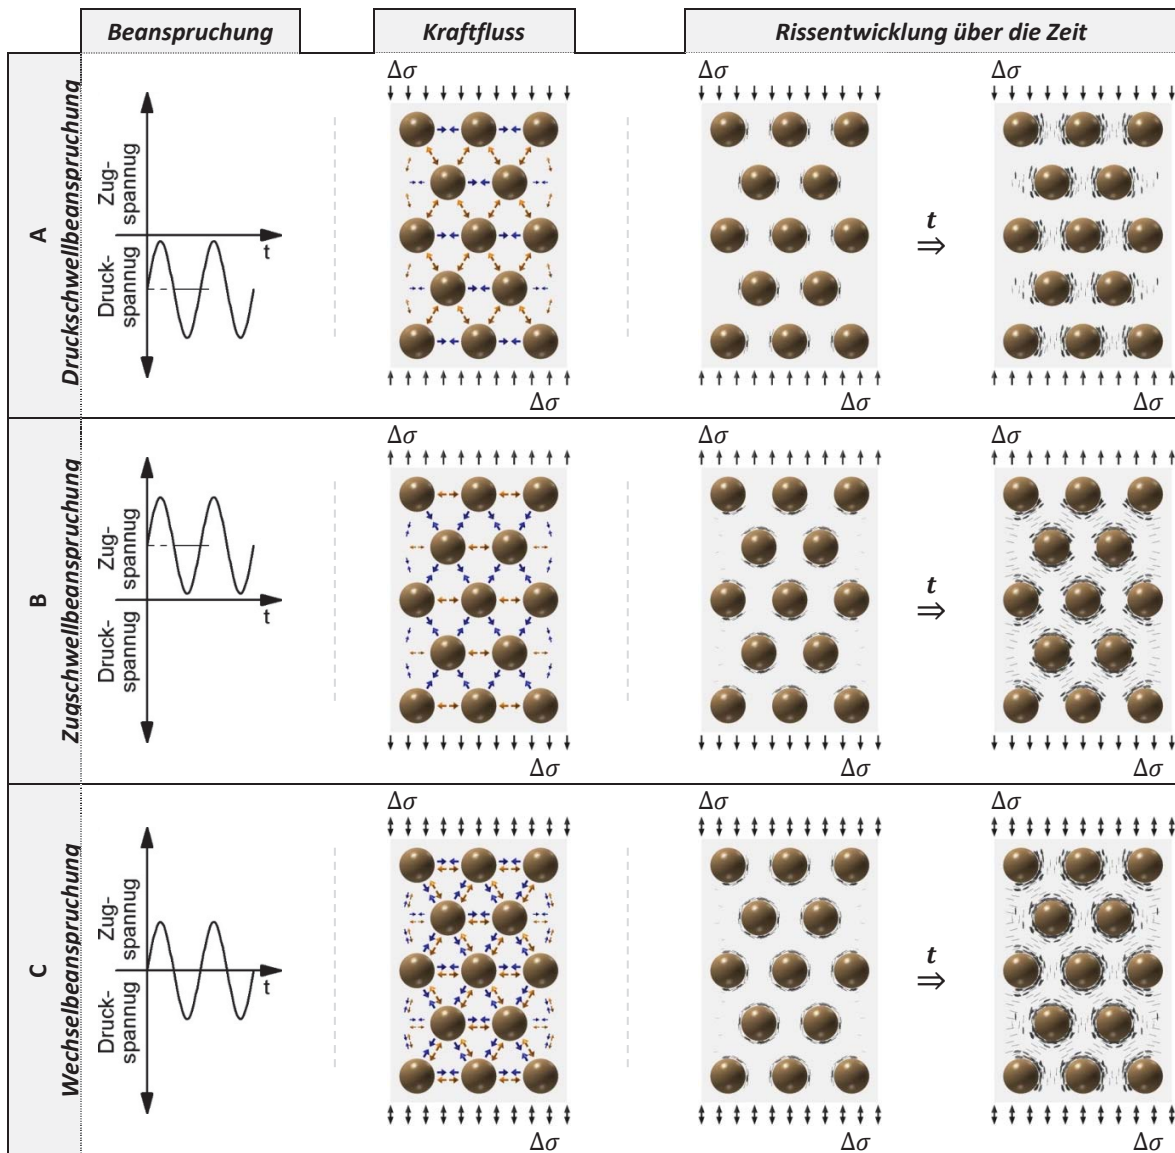 Beanspruchung
Kraftfluss
Rissentwicklung über die Zeit
A
Druckschwellbeanspruchung
Zug-
spannug
Druck-
spannug
t
Δσ
Δσ
Δσ
Δσ
t
⇒
Δσ
Δσ
B
Zugschwellbeanspruchung
Zug-
spannug
Druck-
spannug
t
Δσ
Δσ
Δσ
Δσ
t
⇒
Δσ
Δσ
C
Wechselbeanspruchung
Zug-
spannug
Druck-
spannug
t
Δσ
Δσ
Δσ
Δσ
t
⇒
Δσ
Δσ